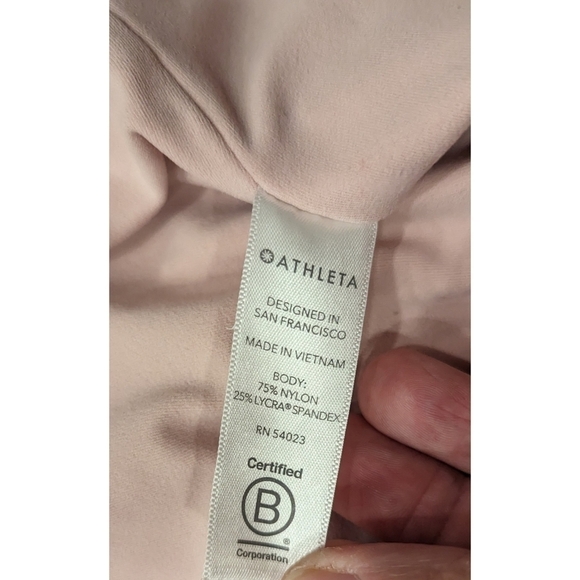 ATHLETA
DESIGNED IN
SAN FRANCISCO
MADE IN VIETNAM
BODY:
75% NYLON
25% LYCRA® SPANDEX
RN 54023
Certified
B
®
Corporation